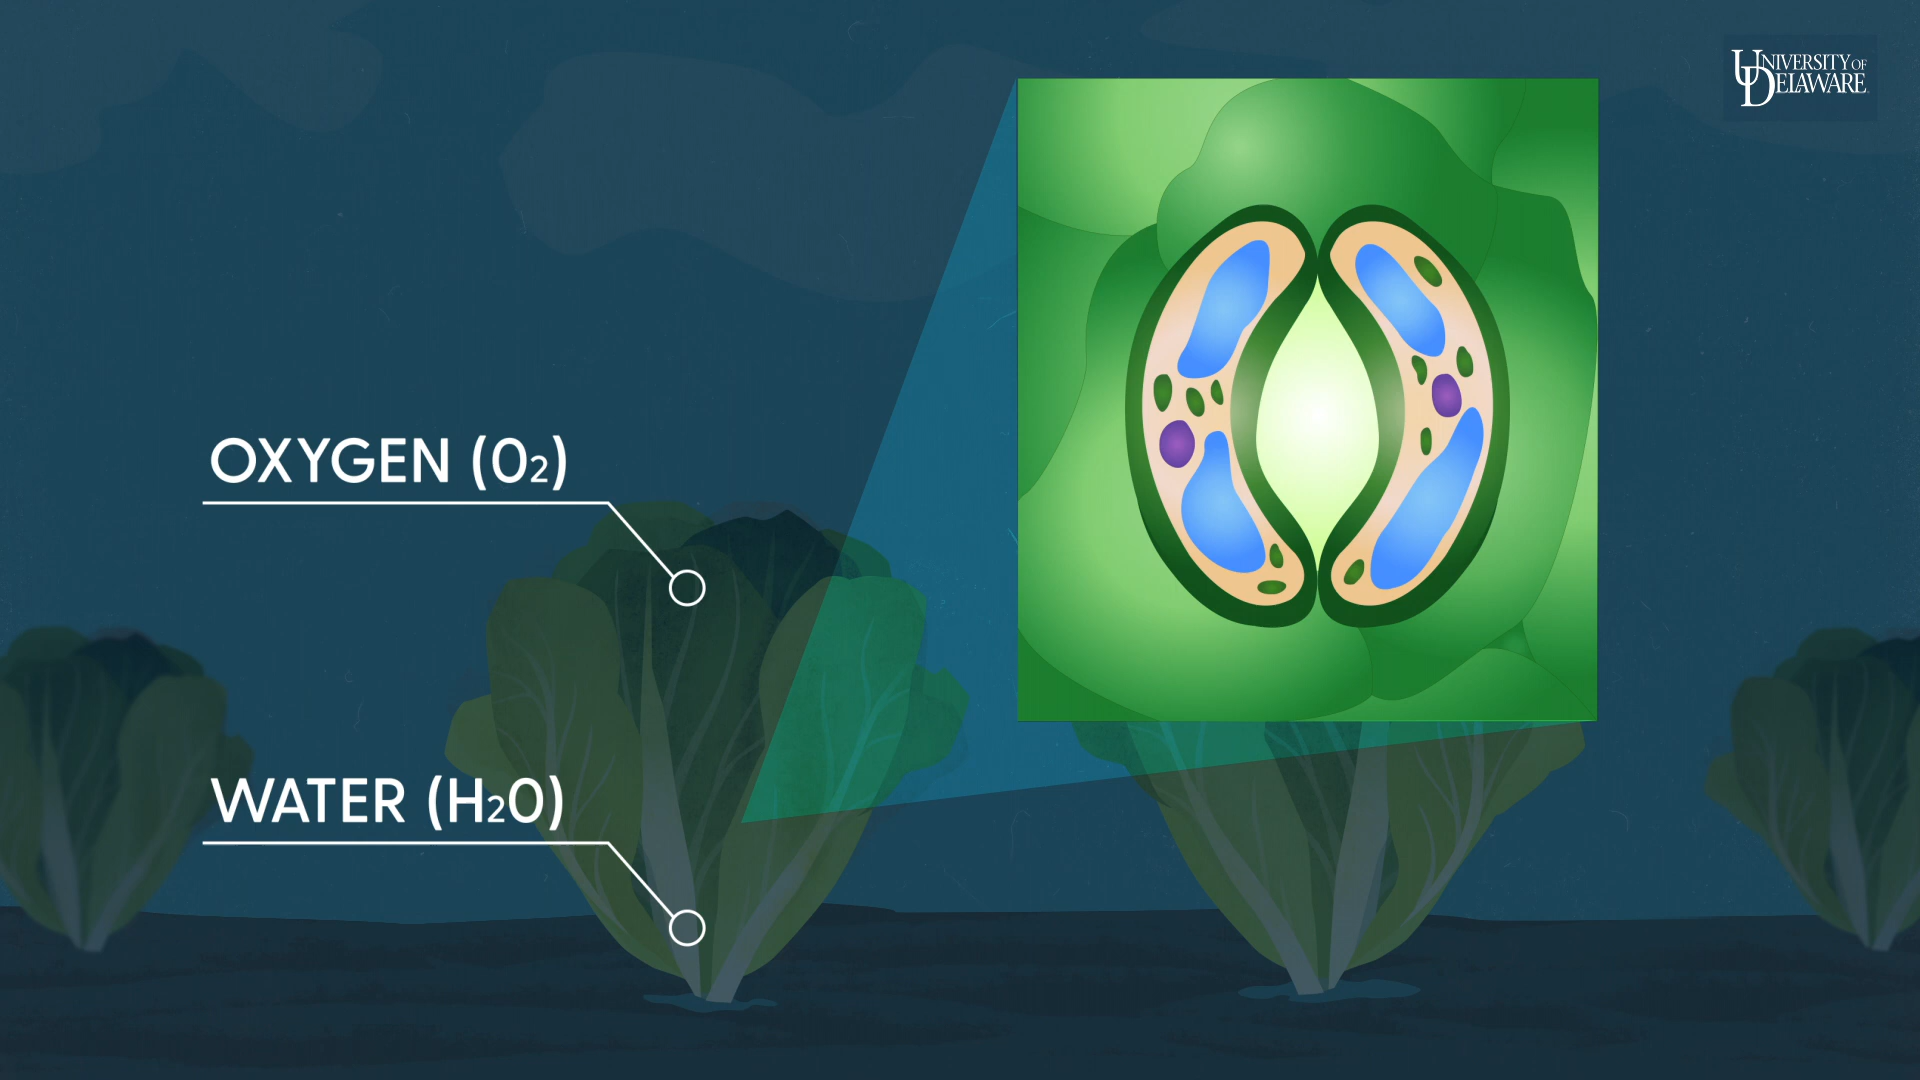 UNIVERSITY OF
DELAWARE
OXYGEN (O₂)
WATER (H₂O)